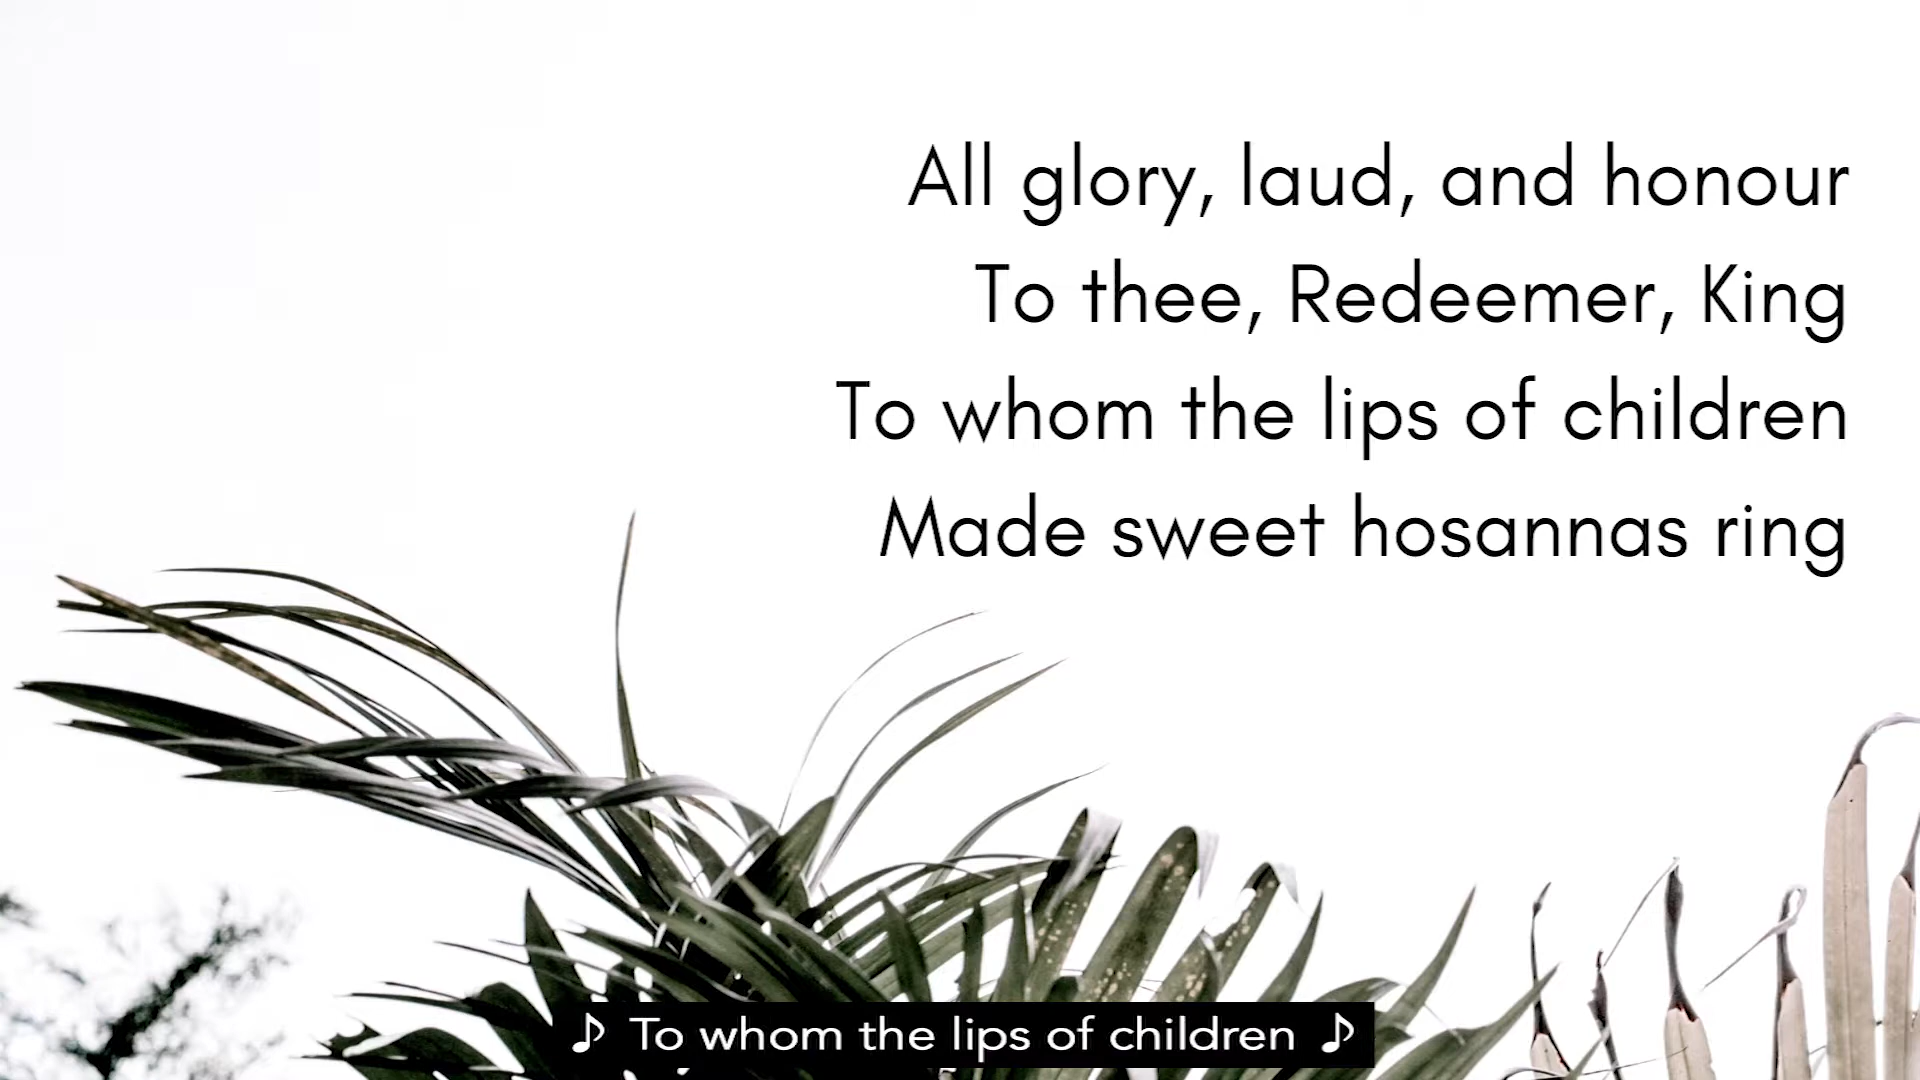 All glory, laud, and honour
To thee, Redeemer, King
To whom the lips of children
Made sweet hosannas ring
♪ To whom the lips of children ♪